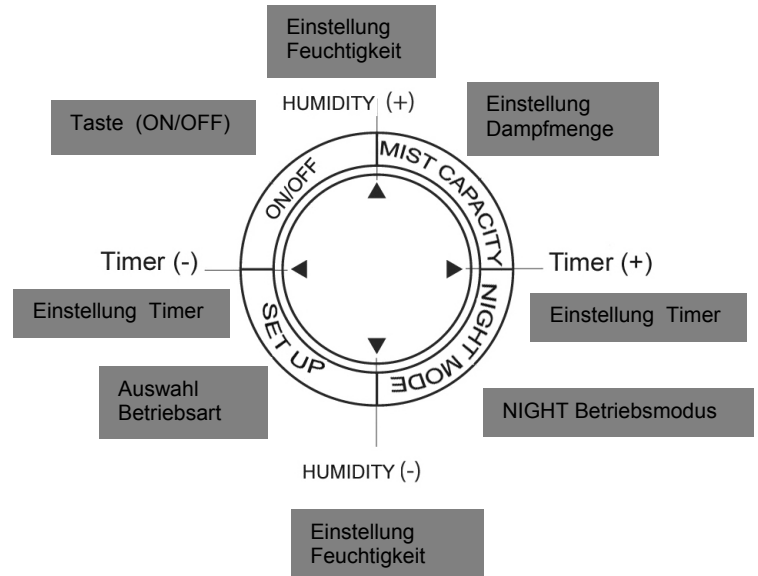 Einstellung
Feuchtigkeit
HUMIDITY (+)
Einstellung
Dampfmenge
Taste (ON/OFF)
ON/OFF
MIST CAPACITY
Timer (-)
Timer (+)
Einstellung Timer
Einstellung Timer
SET UP
NIGHT MODE
Auswahl
Betriebsart
NIGHT Betriebsmodus
HUMIDITY (-)
Einstellung
Feuchtigkeit